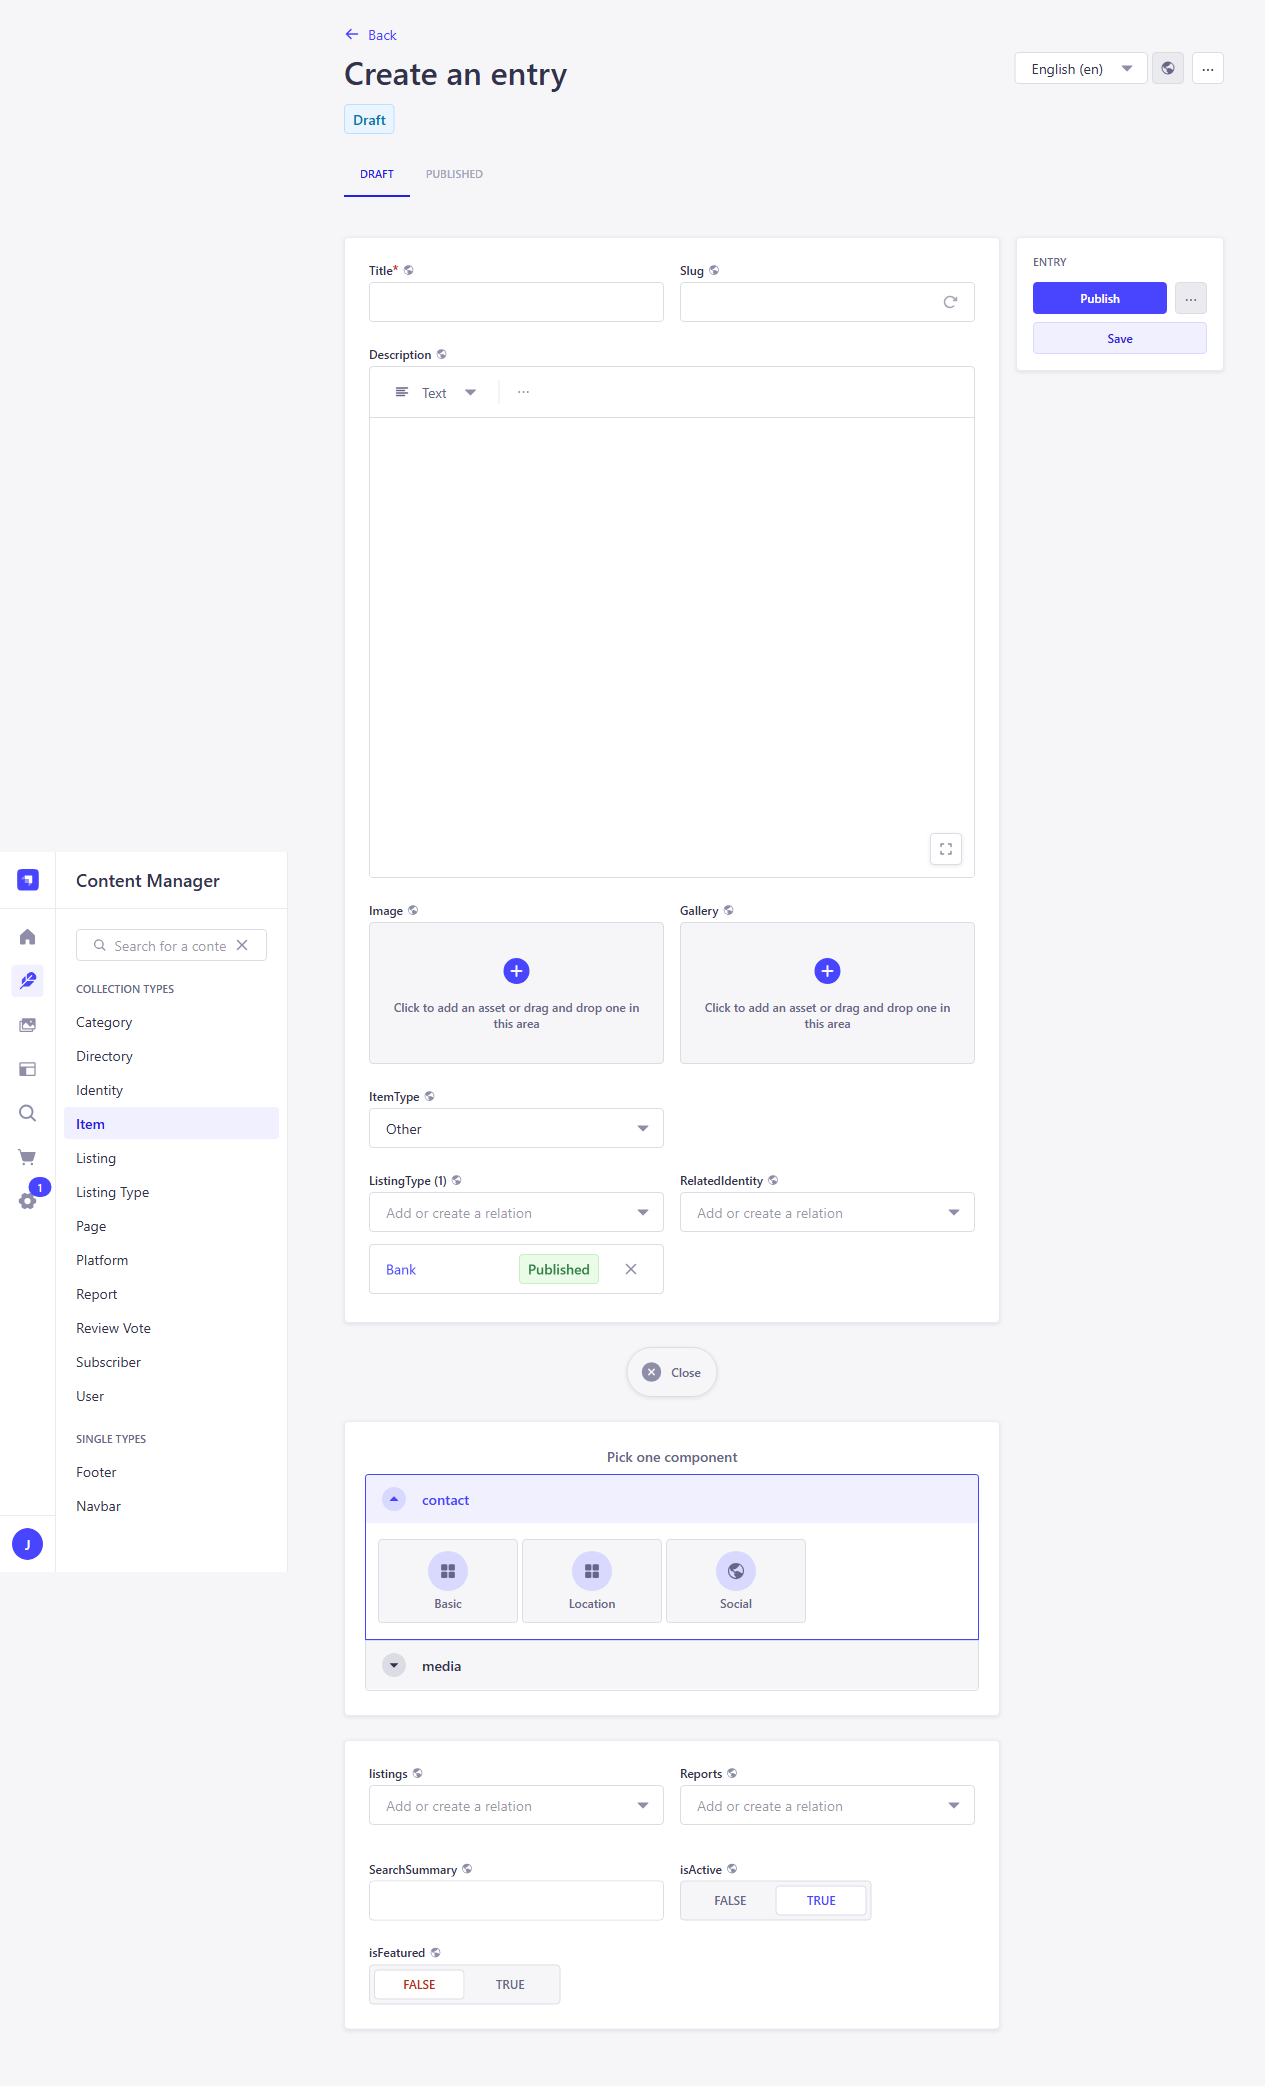 Back
Create an entry
English (en)
...
Draft
DRAFT
PUBLISHED
Title*
Slug
ENTRY
Publish
...
Save
Description
Text
...
Content Manager
Search for a conte
COLLECTION TYPES
Category
Directory
Identity
Item
Listing
Listing Type
1
Page
Platform
Report
Review Vote
Subscriber
User
SINGLE TYPES
Footer
Navbar
J
Image
Gallery
Click to add an asset or drag and drop one in
this area
Click to add an asset or drag and drop one in
this area
ItemType
Other
ListingType (1)
RelatedIdentity
Add or create a relation
Add or create a relation
Bank
Published
Close
Pick one component
contact
Basic
Location
Social
media
listings
Reports
Add or create a relation
Add or create a relation
SearchSummary
isActive
FALSE
TRUE
isFeatured
FALSE
TRUE